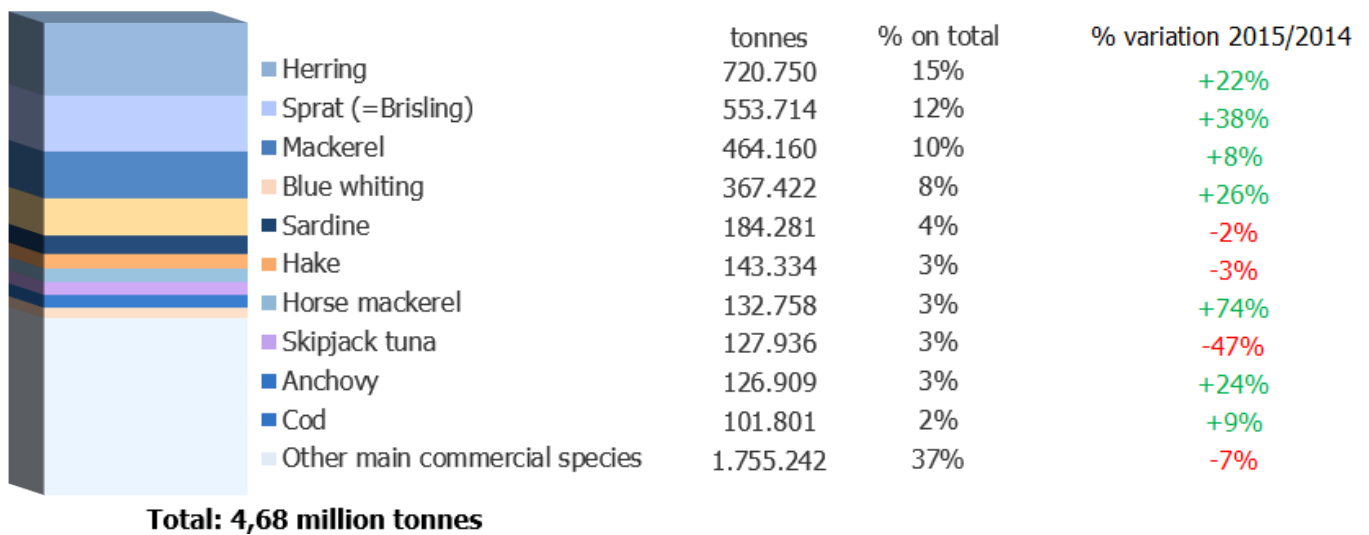 tonnes % on total % variation 2015/2014
Herring 720.750 15% +22%
Sprat (=Brisling) 553.714 12% +38%
Mackerel 464.160 10% +8%
Blue whiting 367.422 8% +26%
Sardine 184.281 4% -2%
Hake 143.334 3% -3%
Horse mackerel 132.758 3% +74%
Skipjack tuna 127.936 3% -47%
Anchovy 126.909 3% +24%
Cod 101.801 2% +9%
Other main commercial species 1.755.242 37% -7%
Total: 4,68 million tonnes